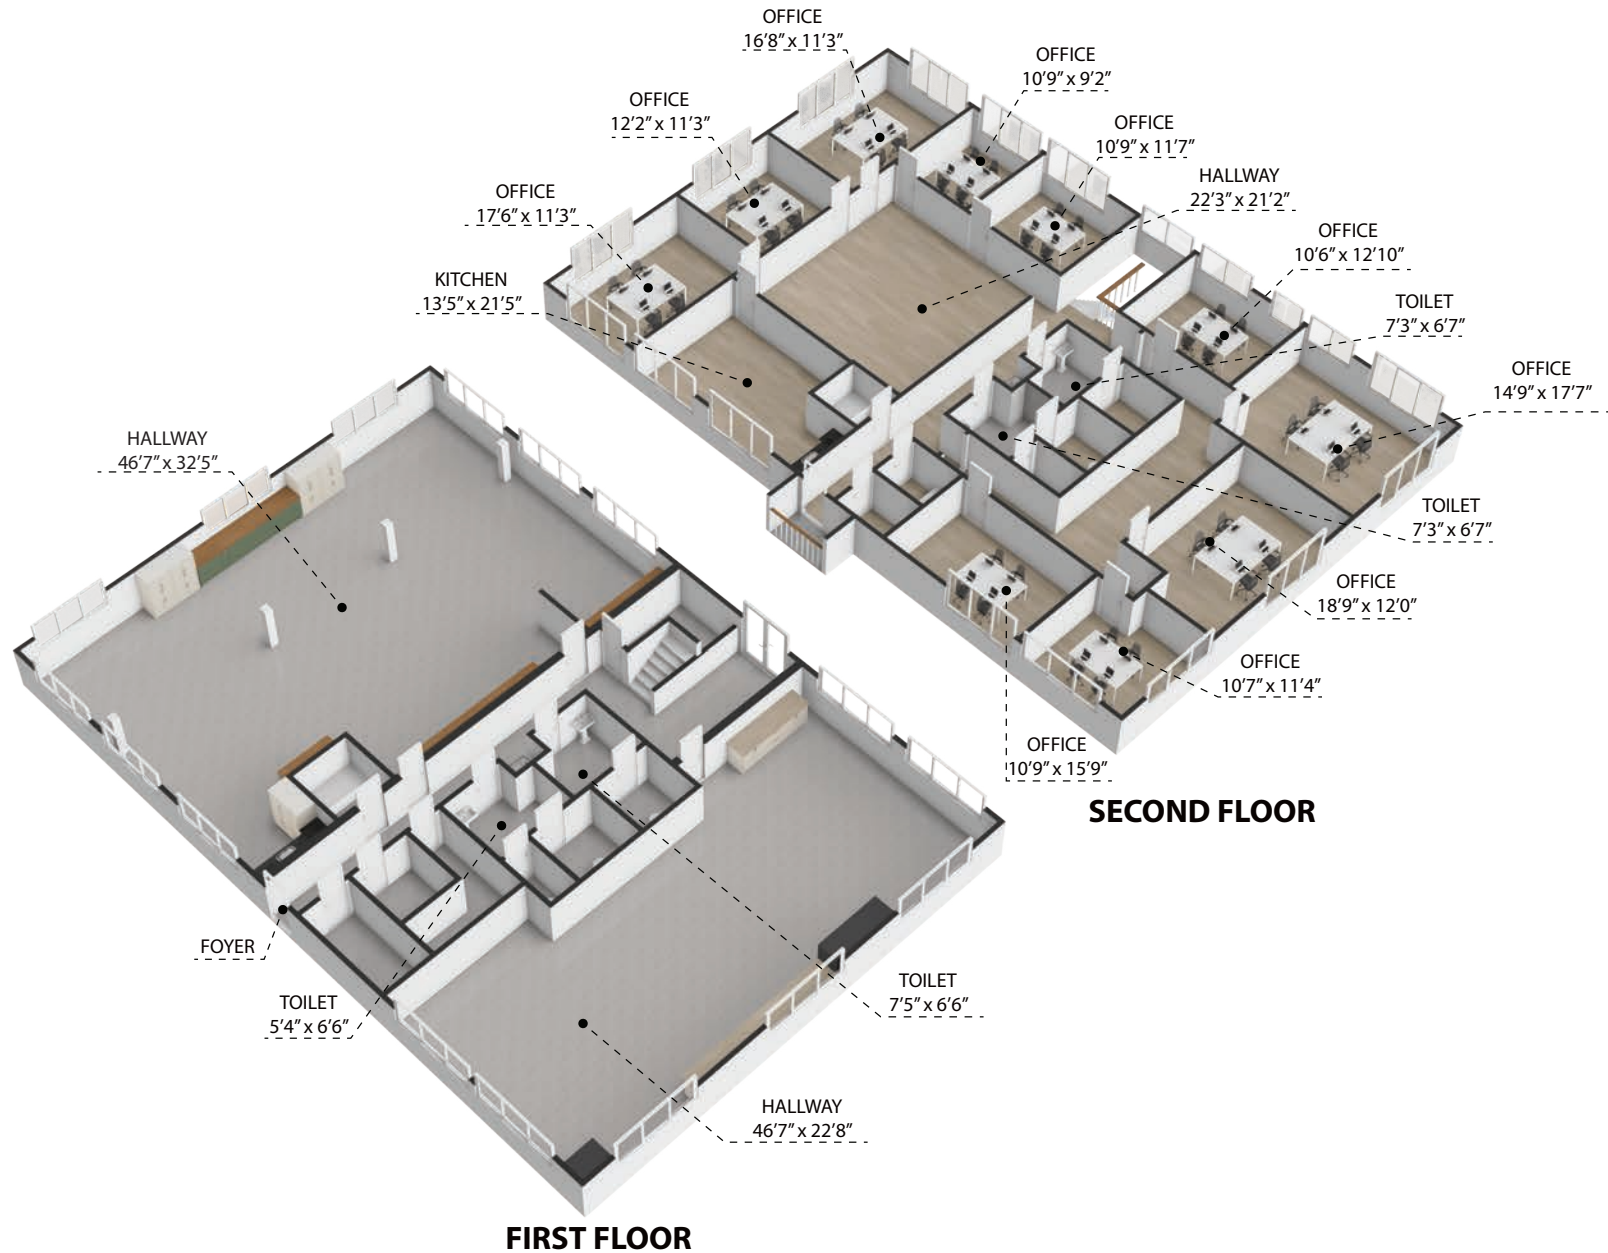 OFFICE
16'8” x 11'3”
OFFICE
10'9” x 9'2”
OFFICE
12'2” x 11'3”
OFFICE
10'9” x 11'7”
HALLWAY
22'3” x 21'2”
OFFICE
17'6” x 11'3”
OFFICE
10'6” x 12'10”
KITCHEN
13'5” x 21'5”
TOILET
7'3” x 6'7”
OFFICE
14'9” x 17'7”
HALLWAY
46'7” x 32'5”
TOILET
7'3” x 6'7”
OFFICE
18'9” x 12'0”
OFFICE
10'7” x 11'4”
OFFICE
10'9” x 15'9”
SECOND FLOOR
FOYER
TOILET
5'4” x 6'6”
TOILET
7'5” x 6'6”
HALLWAY
46'7” x 22'8”
FIRST FLOOR